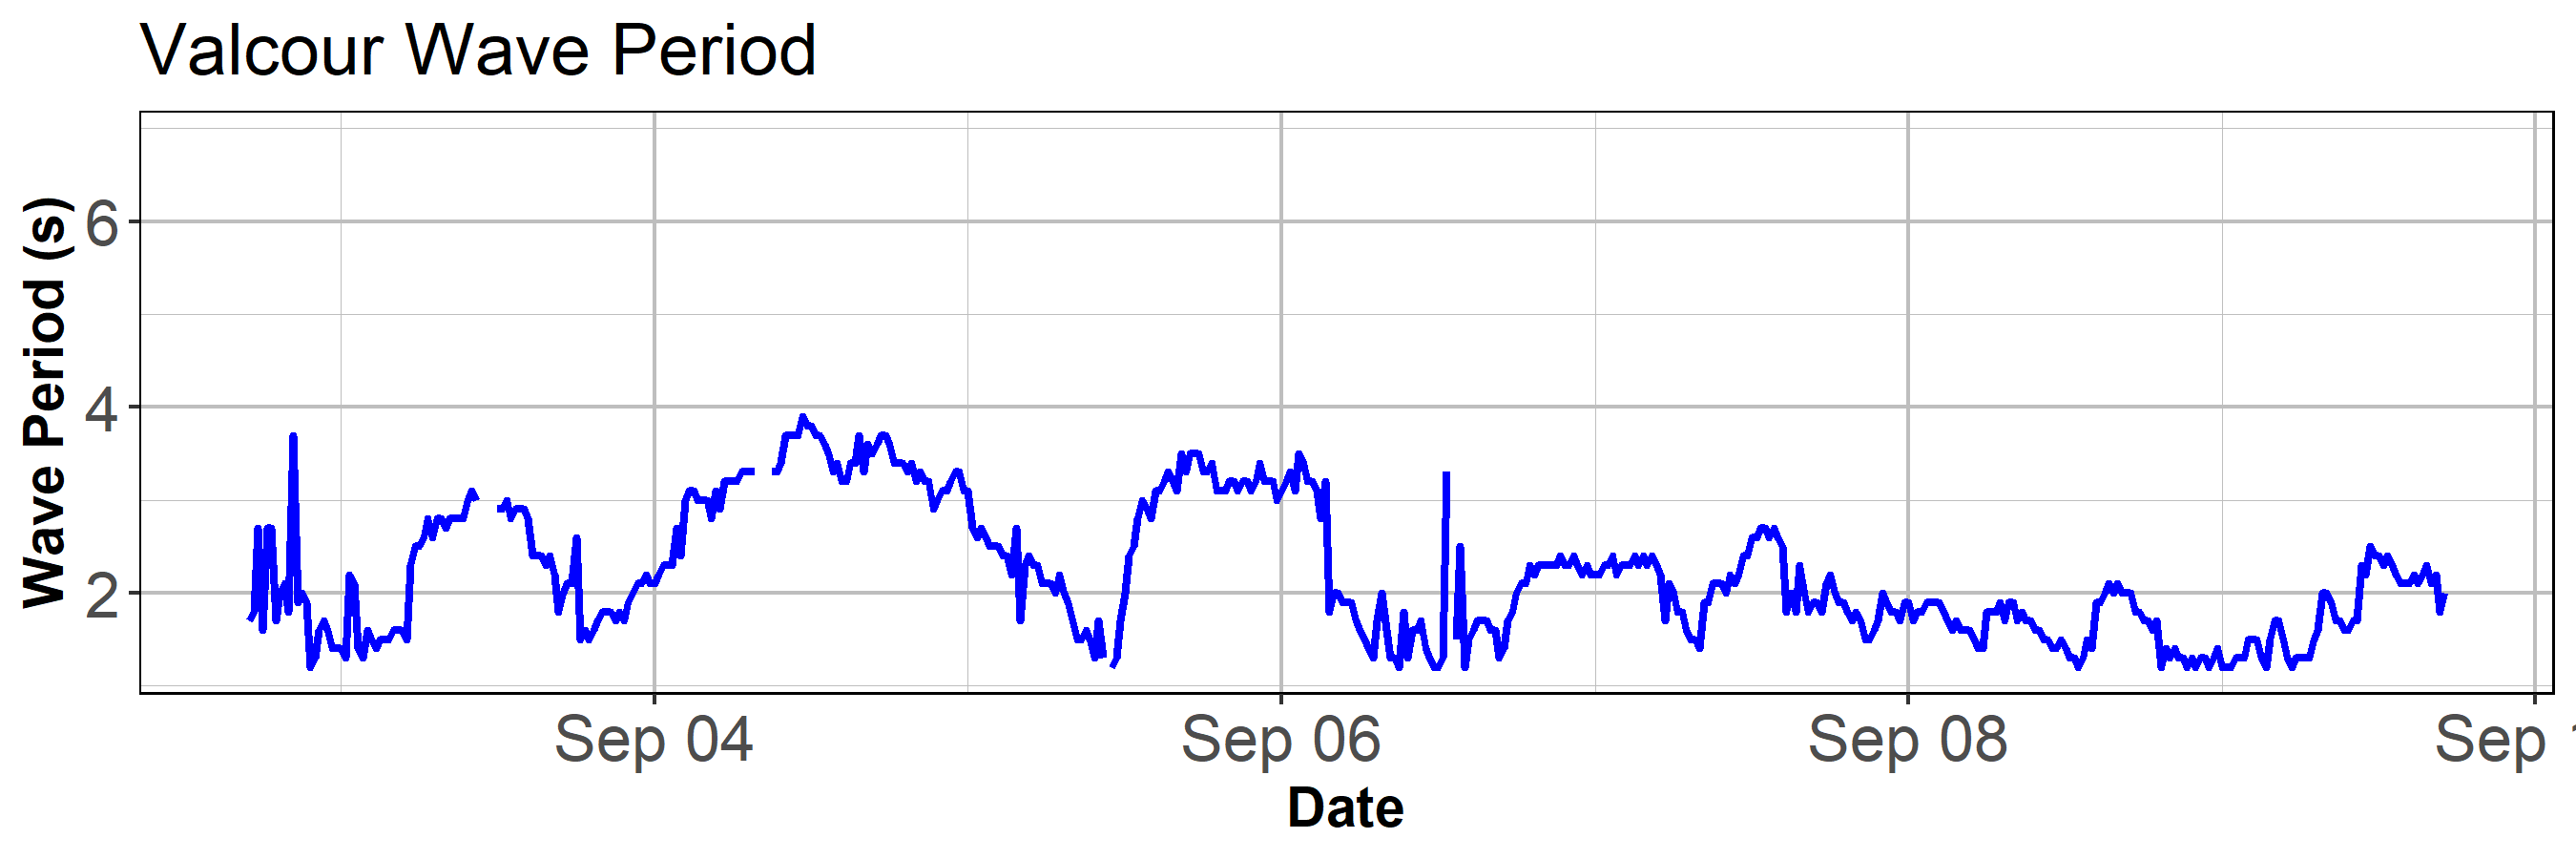 Valcour Wave Period
Wave Period (s)
6
4
2
Sep 04 Sep 06 Sep 08 Sep
Date